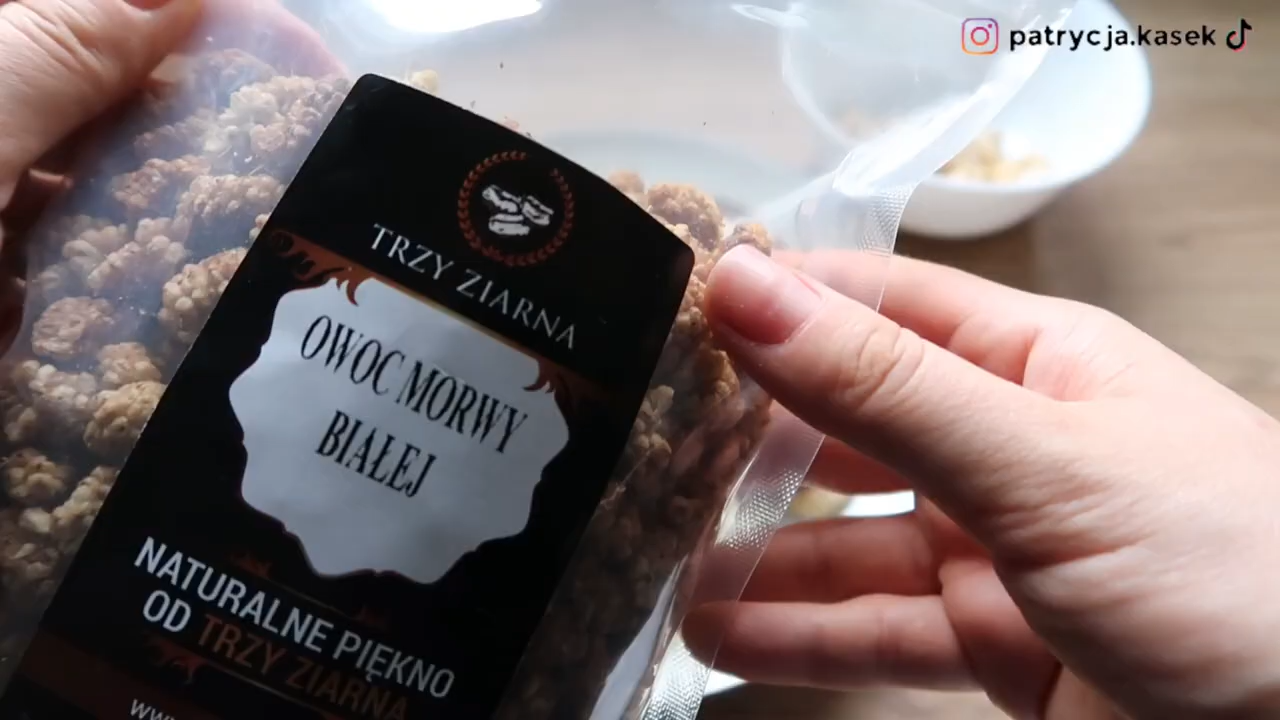 patrycja.kasek
TRZY ZIARNA
OWOC MORWY
BIAŁEJ
NATURALNE PIĘKNO
OD TRZY ZIARNA